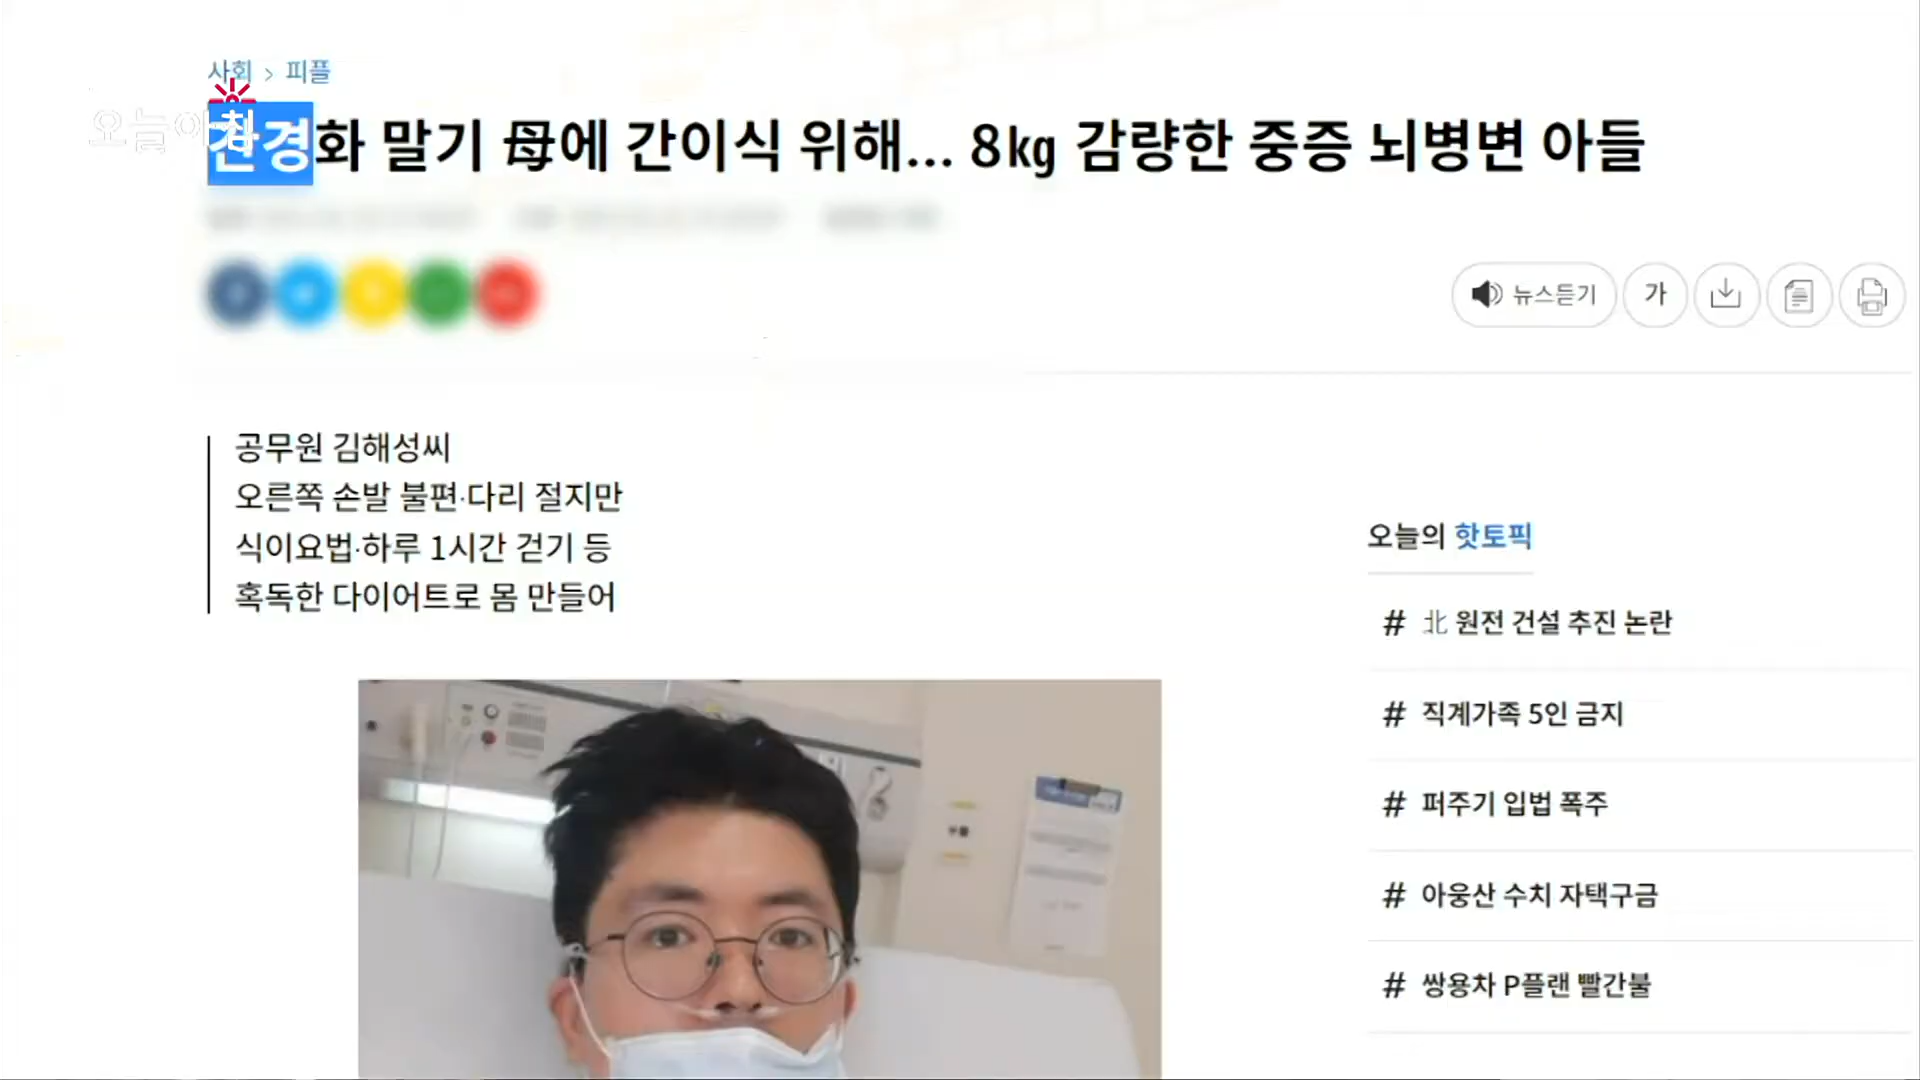 사회 > 피플
오늘아침
간경화 말기 母에 간이식 위해... 8㎏ 감량한 중증 뇌병변 아들
뉴스듣기
가
공무원 김해성씨
오른쪽 손발 불편·다리 절지만
식이요법·하루 1시간 걷기 등
혹독한 다이어트로 몸 만들어
오늘의 핫토픽
# 北 원전 건설 추진 논란
# 직계가족 5인 금지
# 퍼주기 입법 폭주
# 아웅산 수치 자택구금
# 쌍용차 P플랜 빨간불